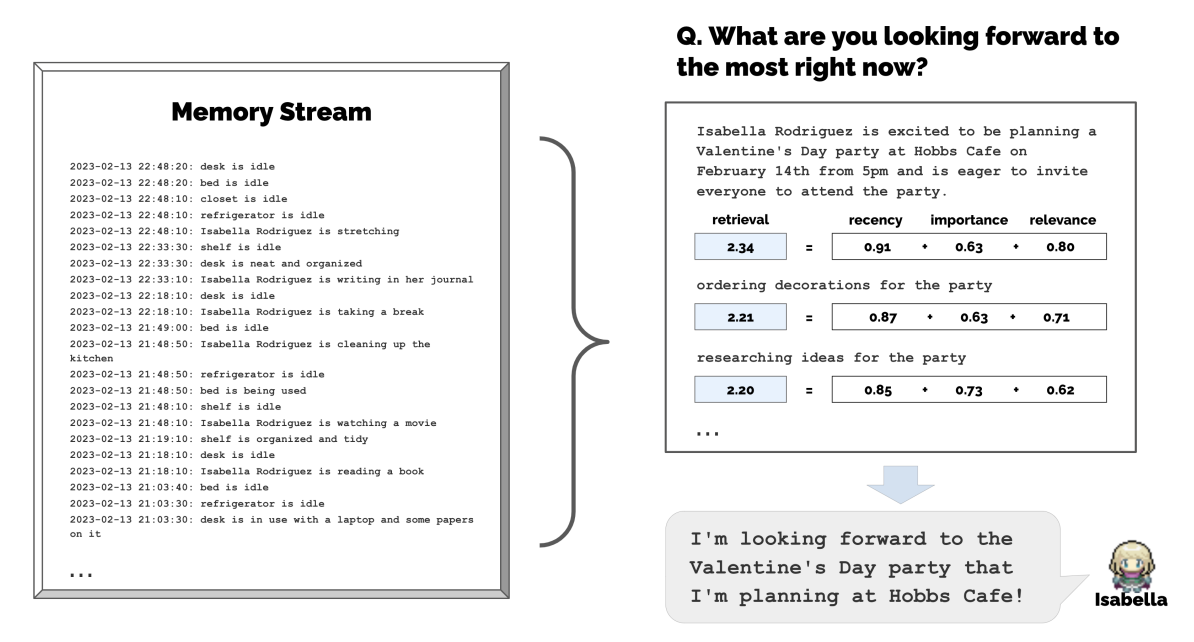 Memory Stream
2023-02-13 22:48:20: desk is idle
2023-02-13 22:48:20: bed is idle
2023-02-13 22:48:10: closet is idle
2023-02-13 22:48:10: refrigerator is idle
2023-02-13 22:48:10: Isabella Rodriguez is stretching
2023-02-13 22:33:30: shelf is idle
2023-02-13 22:33:30: desk is neat and organized
2023-02-13 22:33:10: Isabella Rodriguez is writing in her journal
2023-02-13 22:18:10: desk is idle
2023-02-13 22:18:10: Isabella Rodriguez is taking a break
2023-02-13 21:49:00: bed is idle
2023-02-13 21:48:50: Isabella Rodriguez is cleaning up the
kitchen
2023-02-13 21:48:50: refrigerator is idle
2023-02-13 21:48:50: bed is being used
2023-02-13 21:48:10: shelf is idle
2023-02-13 21:48:10: Isabella Rodriguez is watching a movie
2023-02-13 21:19:10: shelf is organized and tidy
2023-02-13 21:18:10: desk is idle
2023-02-13 21:18:10: Isabella Rodriguez is reading a book
2023-02-13 21:03:40: bed is idle
2023-02-13 21:03:30: refrigerator is idle
2023-02-13 21:03:30: desk is in use with a laptop and some papers
on it
...
Q. What are you looking forward to
the most right now?
Isabella Rodriguez is excited to be planning a
Valentine's Day party at Hobbs Cafe on
February 14th from 5pm and is eager to invite
everyone to attend the party.
retrieval recency importance relevance
2.34 = 0.91 + 0.63 + 0.80
ordering decorations for the party
2.21 = 0.87 + 0.63 + 0.71
researching ideas for the party
2.20 = 0.85 + 0.73 + 0.62
...
I'm looking forward to the
Valentine's Day party that
I'm planning at Hobbs Cafe!
Isabella